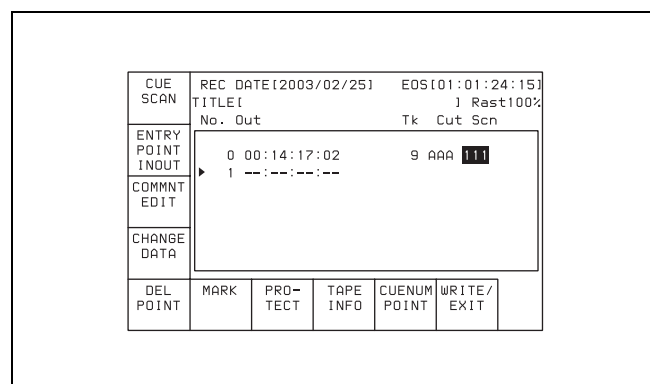 CUE
SCAN
REC DATE[2003/02/25] EOS[01:01:24:15]
TITLE[ ] Rast100%
No. Out Tk Cut Scn
ENTRY
POINT
INOUT
0 00:14:17:02 9 AAA 111
▶ 1 --:--:--:--
COMMNT
EDIT
CHANGE
DATA
DEL
POINT
MARK
PRO-
TECT
TAPE
INFO
CUENUM
POINT
WRITE/
EXIT